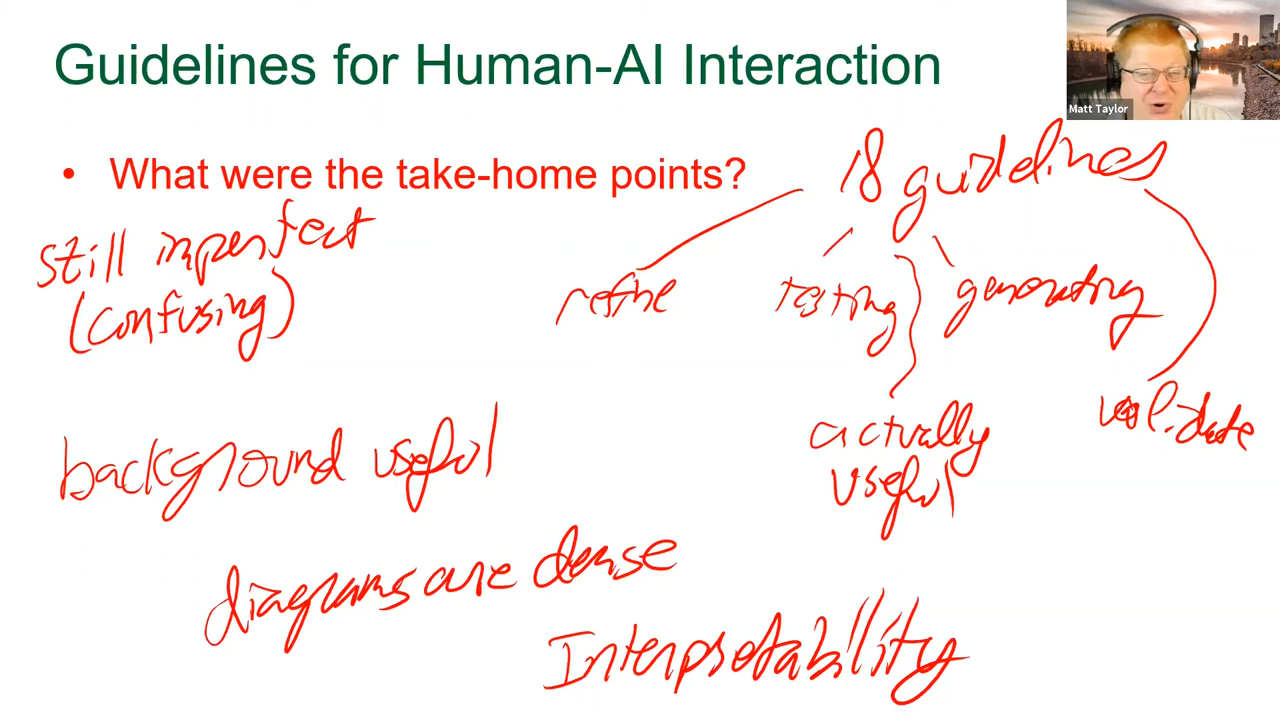 Guidelines for Human-AI Interaction
Matt Taylor
• What were the take-home points?
18 guidelines
still imperfect
(confusing)
refine
testing
generating
validate
actually
useful
background useful
diagrams are dense
Interpretability